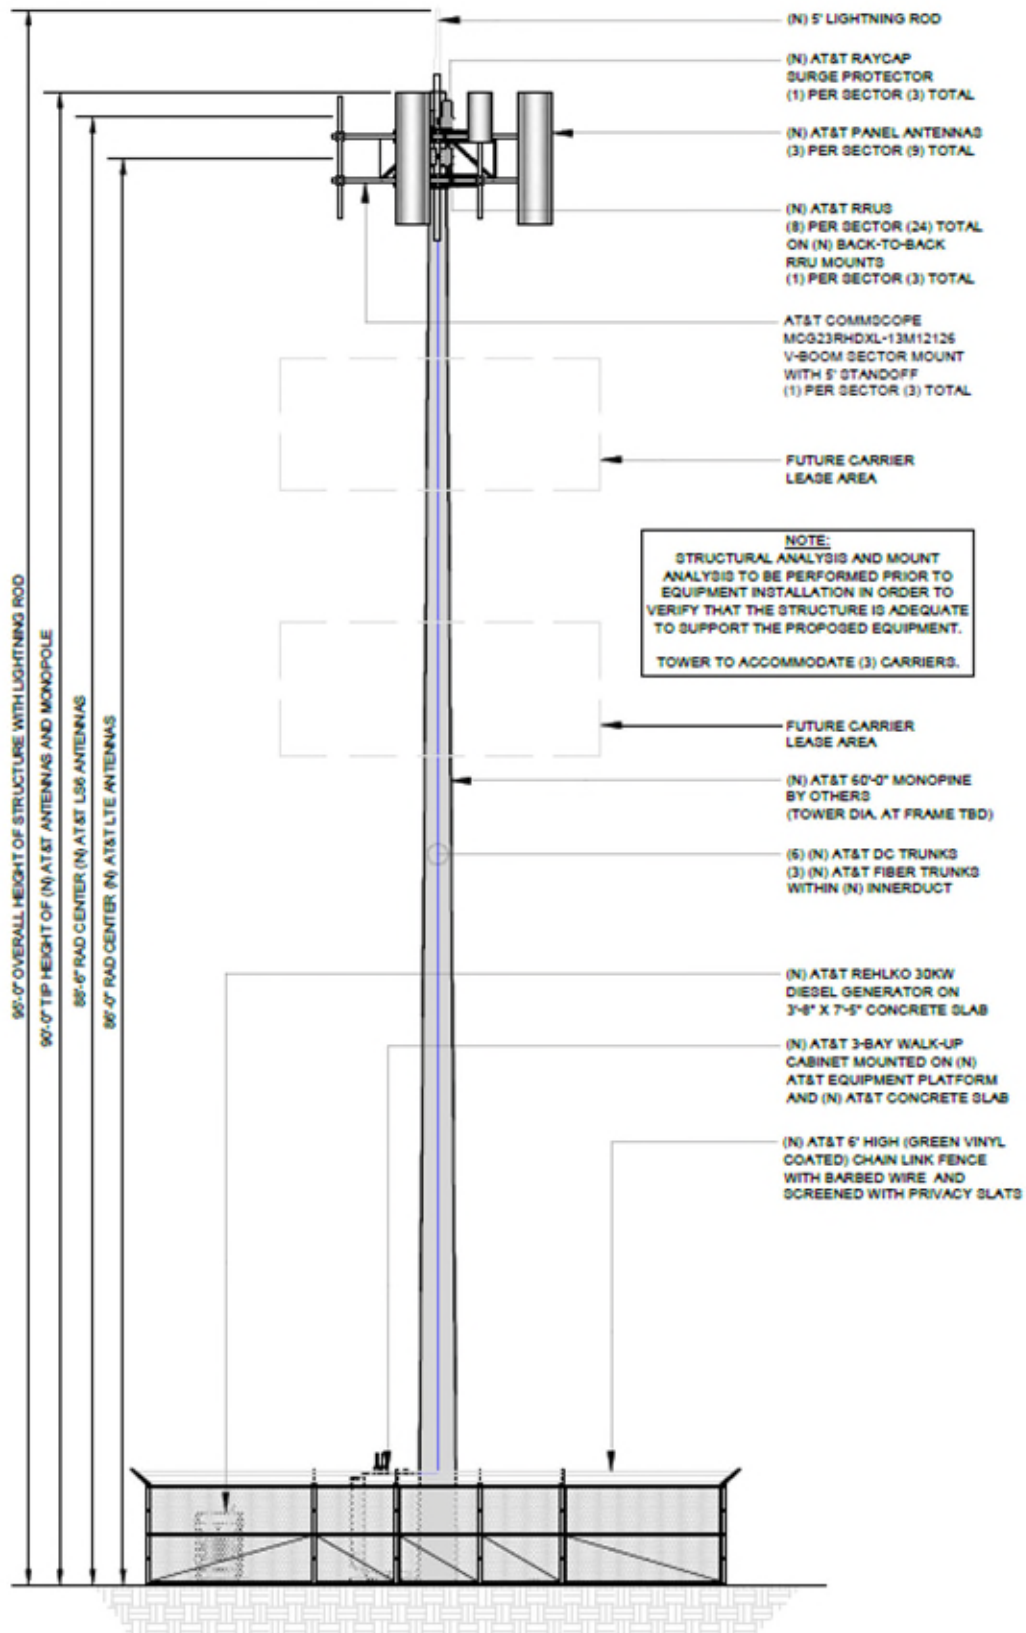 (N) 5' LIGHTNING ROD
(N) AT&T RAYCAP
SURGE PROTECTOR
(1) PER SECTOR (3) TOTAL
(N) AT&T PANEL ANTENNAS
(3) PER SECTOR (9) TOTAL
(N) AT&T RRUS
(8) PER SECTOR (24) TOTAL
ON (N) BACK-TO-BACK
RRU MOUNTS
(1) PER SECTOR (3) TOTAL
AT&T COMMSCOPE
MCG23RHDXL-13M12126
V-BOOM SECTOR MOUNT
WITH 5' STANDOFF
(1) PER SECTOR (3) TOTAL
FUTURE CARRIER
LEASE AREA
NOTE:
STRUCTURAL ANALYSIS AND MOUNT
ANALYSIS TO BE PERFORMED PRIOR TO
EQUIPMENT INSTALLATION IN ORDER TO
VERIFY THAT THE STRUCTURE IS ADEQUATE
TO SUPPORT THE PROPOSED EQUIPMENT.
TOWER TO ACCOMMODATE (3) CARRIERS.
FUTURE CARRIER
LEASE AREA
(N) AT&T 60'-0" MONOPINE
BY OTHERS
(TOWER DIA. AT FRAME TBD)
(6) (N) AT&T DC TRUNKS
(3) (N) AT&T FIBER TRUNKS
WITHIN (N) INNERDUCT
(N) AT&T REHLKO 30KW
DIESEL GENERATOR ON
3'-8" X 7'-5" CONCRETE SLAB
(N) AT&T 3-BAY WALK-UP
CABINET MOUNTED ON (N)
AT&T EQUIPMENT PLATFORM
AND (N) AT&T CONCRETE SLAB
(N) AT&T 6' HIGH (GREEN VINYL
COATED) CHAIN LINK FENCE
WITH BARBED WIRE AND
SCREENED WITH PRIVACY SLATS
95'-0" OVERALL HEIGHT OF STRUCTURE WITH LIGHTNING ROD
90'-0" TIP HEIGHT OF (N) AT&T ANTENNAS AND MONOPOLE
88'-6" RAD CENTER (N) AT&T LS6 ANTENNAS
86'-0" RAD CENTER (N) AT&T LTE ANTENNAS